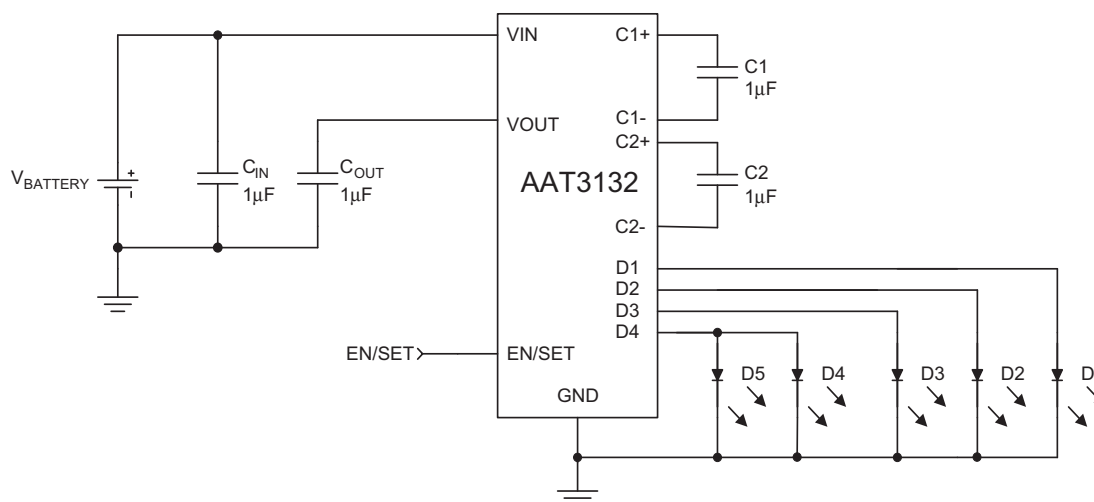 VIN
C1+
C1
1µF
VOUT
C1-
C2+
V_BATTERY
+
-
C_IN
1µF
C_OUT
1µF
AAT3132
C2
1µF
C2-
D1
D2
D3
D4
EN/SET
EN/SET
GND
D5
D4
D3
D2
D